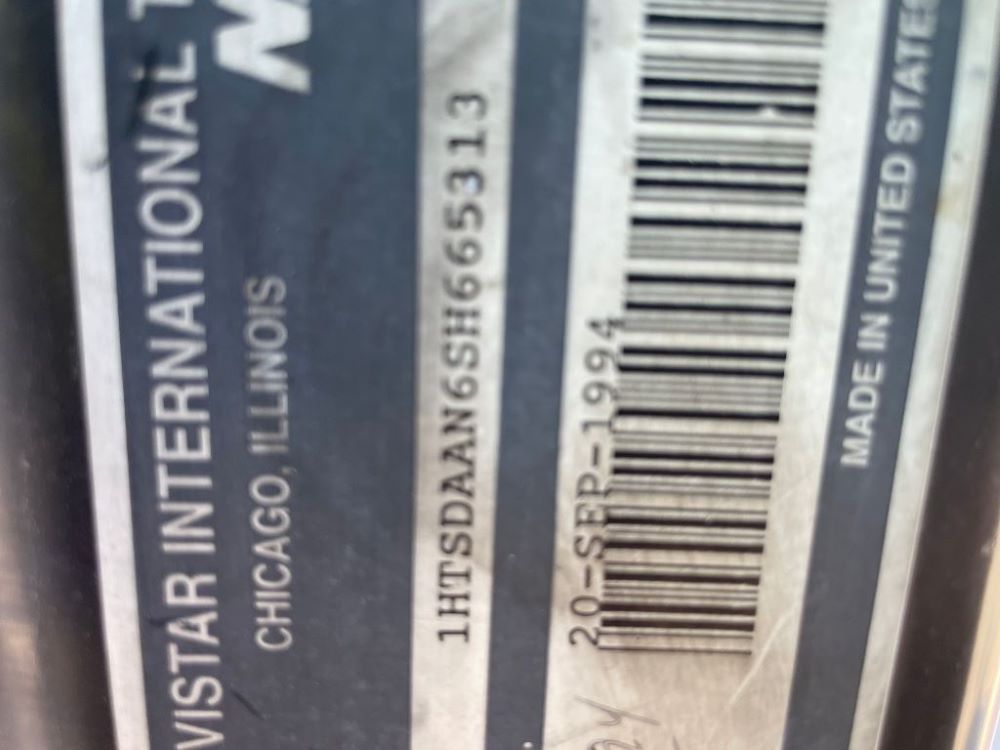 VISTAR INTERNATIONAL T
CHICAGO, ILLINOIS
1HTSDAAN6SH665313
20-SEP-1994
MADE IN UNITED STATES